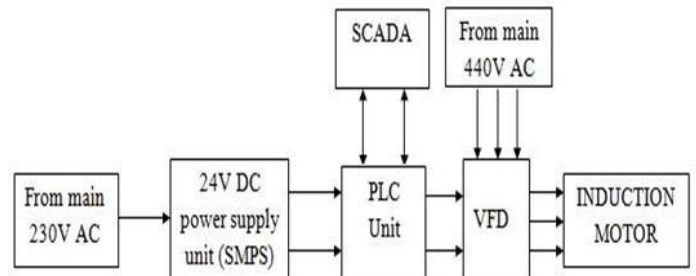 SCADA
From main
440V AC
From main
230V AC
24V DC
power supply
unit (SMPS)
PLC
Unit
VFD
INDUCTION
MOTOR